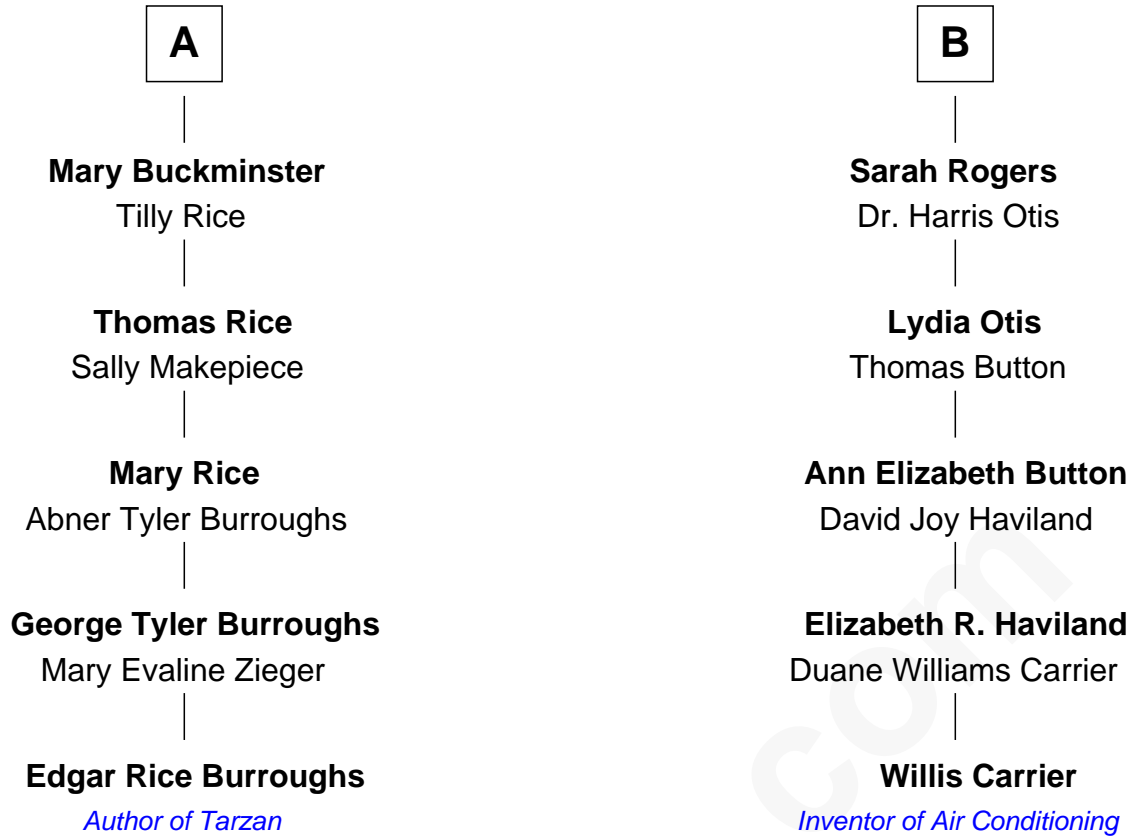 A
Mary Buckminster
Tilly Rice
Thomas Rice
Sally Makepiece
Mary Rice
Abner Tyler Burroughs
George Tyler Burroughs
Mary Evaline Zieger
Edgar Rice Burroughs
Author of Tarzan
B
Sarah Rogers
Dr. Harris Otis
Lydia Otis
Thomas Button
Ann Elizabeth Button
David Joy Haviland
Elizabeth R. Haviland
Duane Williams Carrier
Willis Carrier
Inventor of Air Conditioning
com